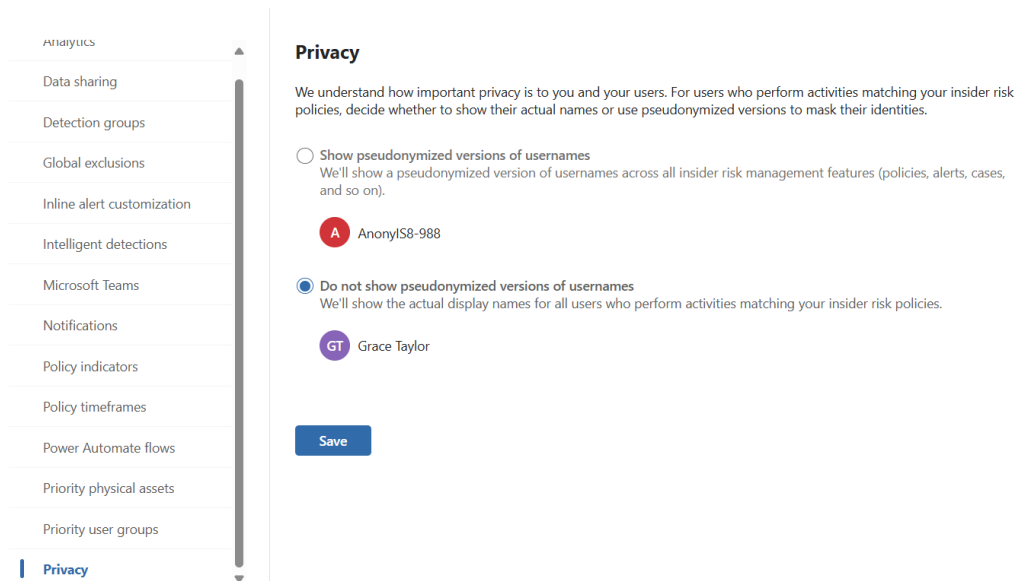 Analytics
Data sharing
Detection groups
Global exclusions
Inline alert customization
Intelligent detections
Microsoft Teams
Notifications
Policy indicators
Policy timeframes
Power Automate flows
Priority physical assets
Priority user groups
Privacy
Privacy
We understand how important privacy is to you and your users. For users who perform activities matching your insider risk
policies, decide whether to show their actual names or use pseudonymized versions to mask their identities.
Show pseudonymized versions of usernames
We'll show a pseudonymized version of usernames across all insider risk management features (policies, alerts, cases,
and so on).
A AnonyIS8-988
Do not show pseudonymized versions of usernames
We'll show the actual display names for all users who perform activities matching your insider risk policies.
GT Grace Taylor
Save